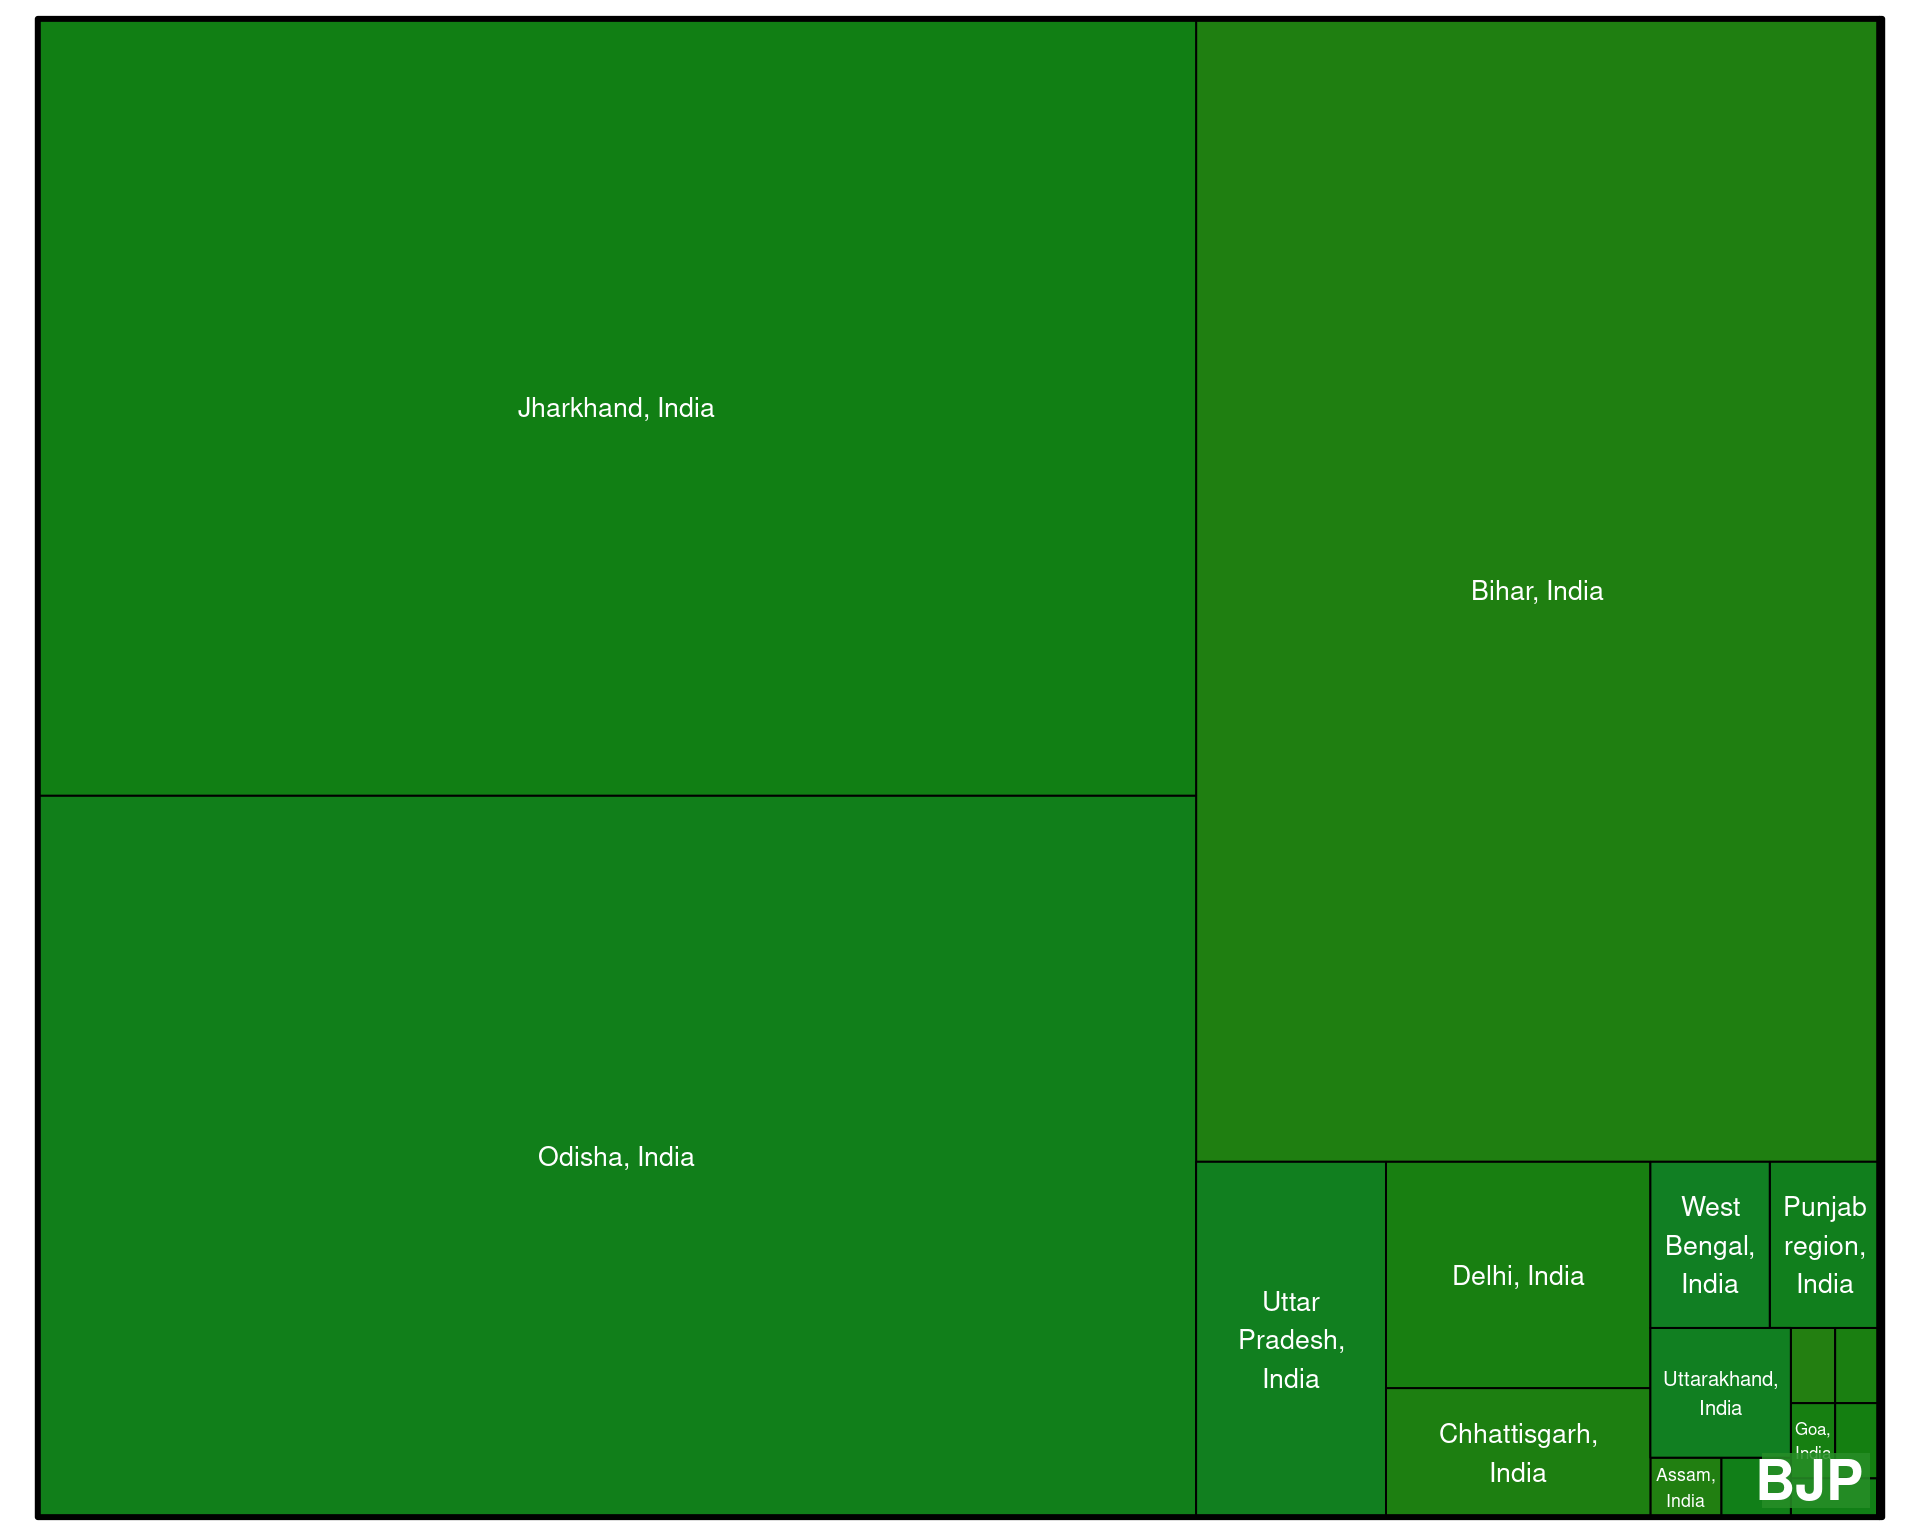 Jharkhand, India
Bihar, India
Odisha, India
Uttar
Pradesh,
India
Delhi, India
Chhattisgarh,
India
West
Bengal,
India
Punjab
region,
India
Uttarakhand,
India
Goa,
India
Assam,
India
BJP